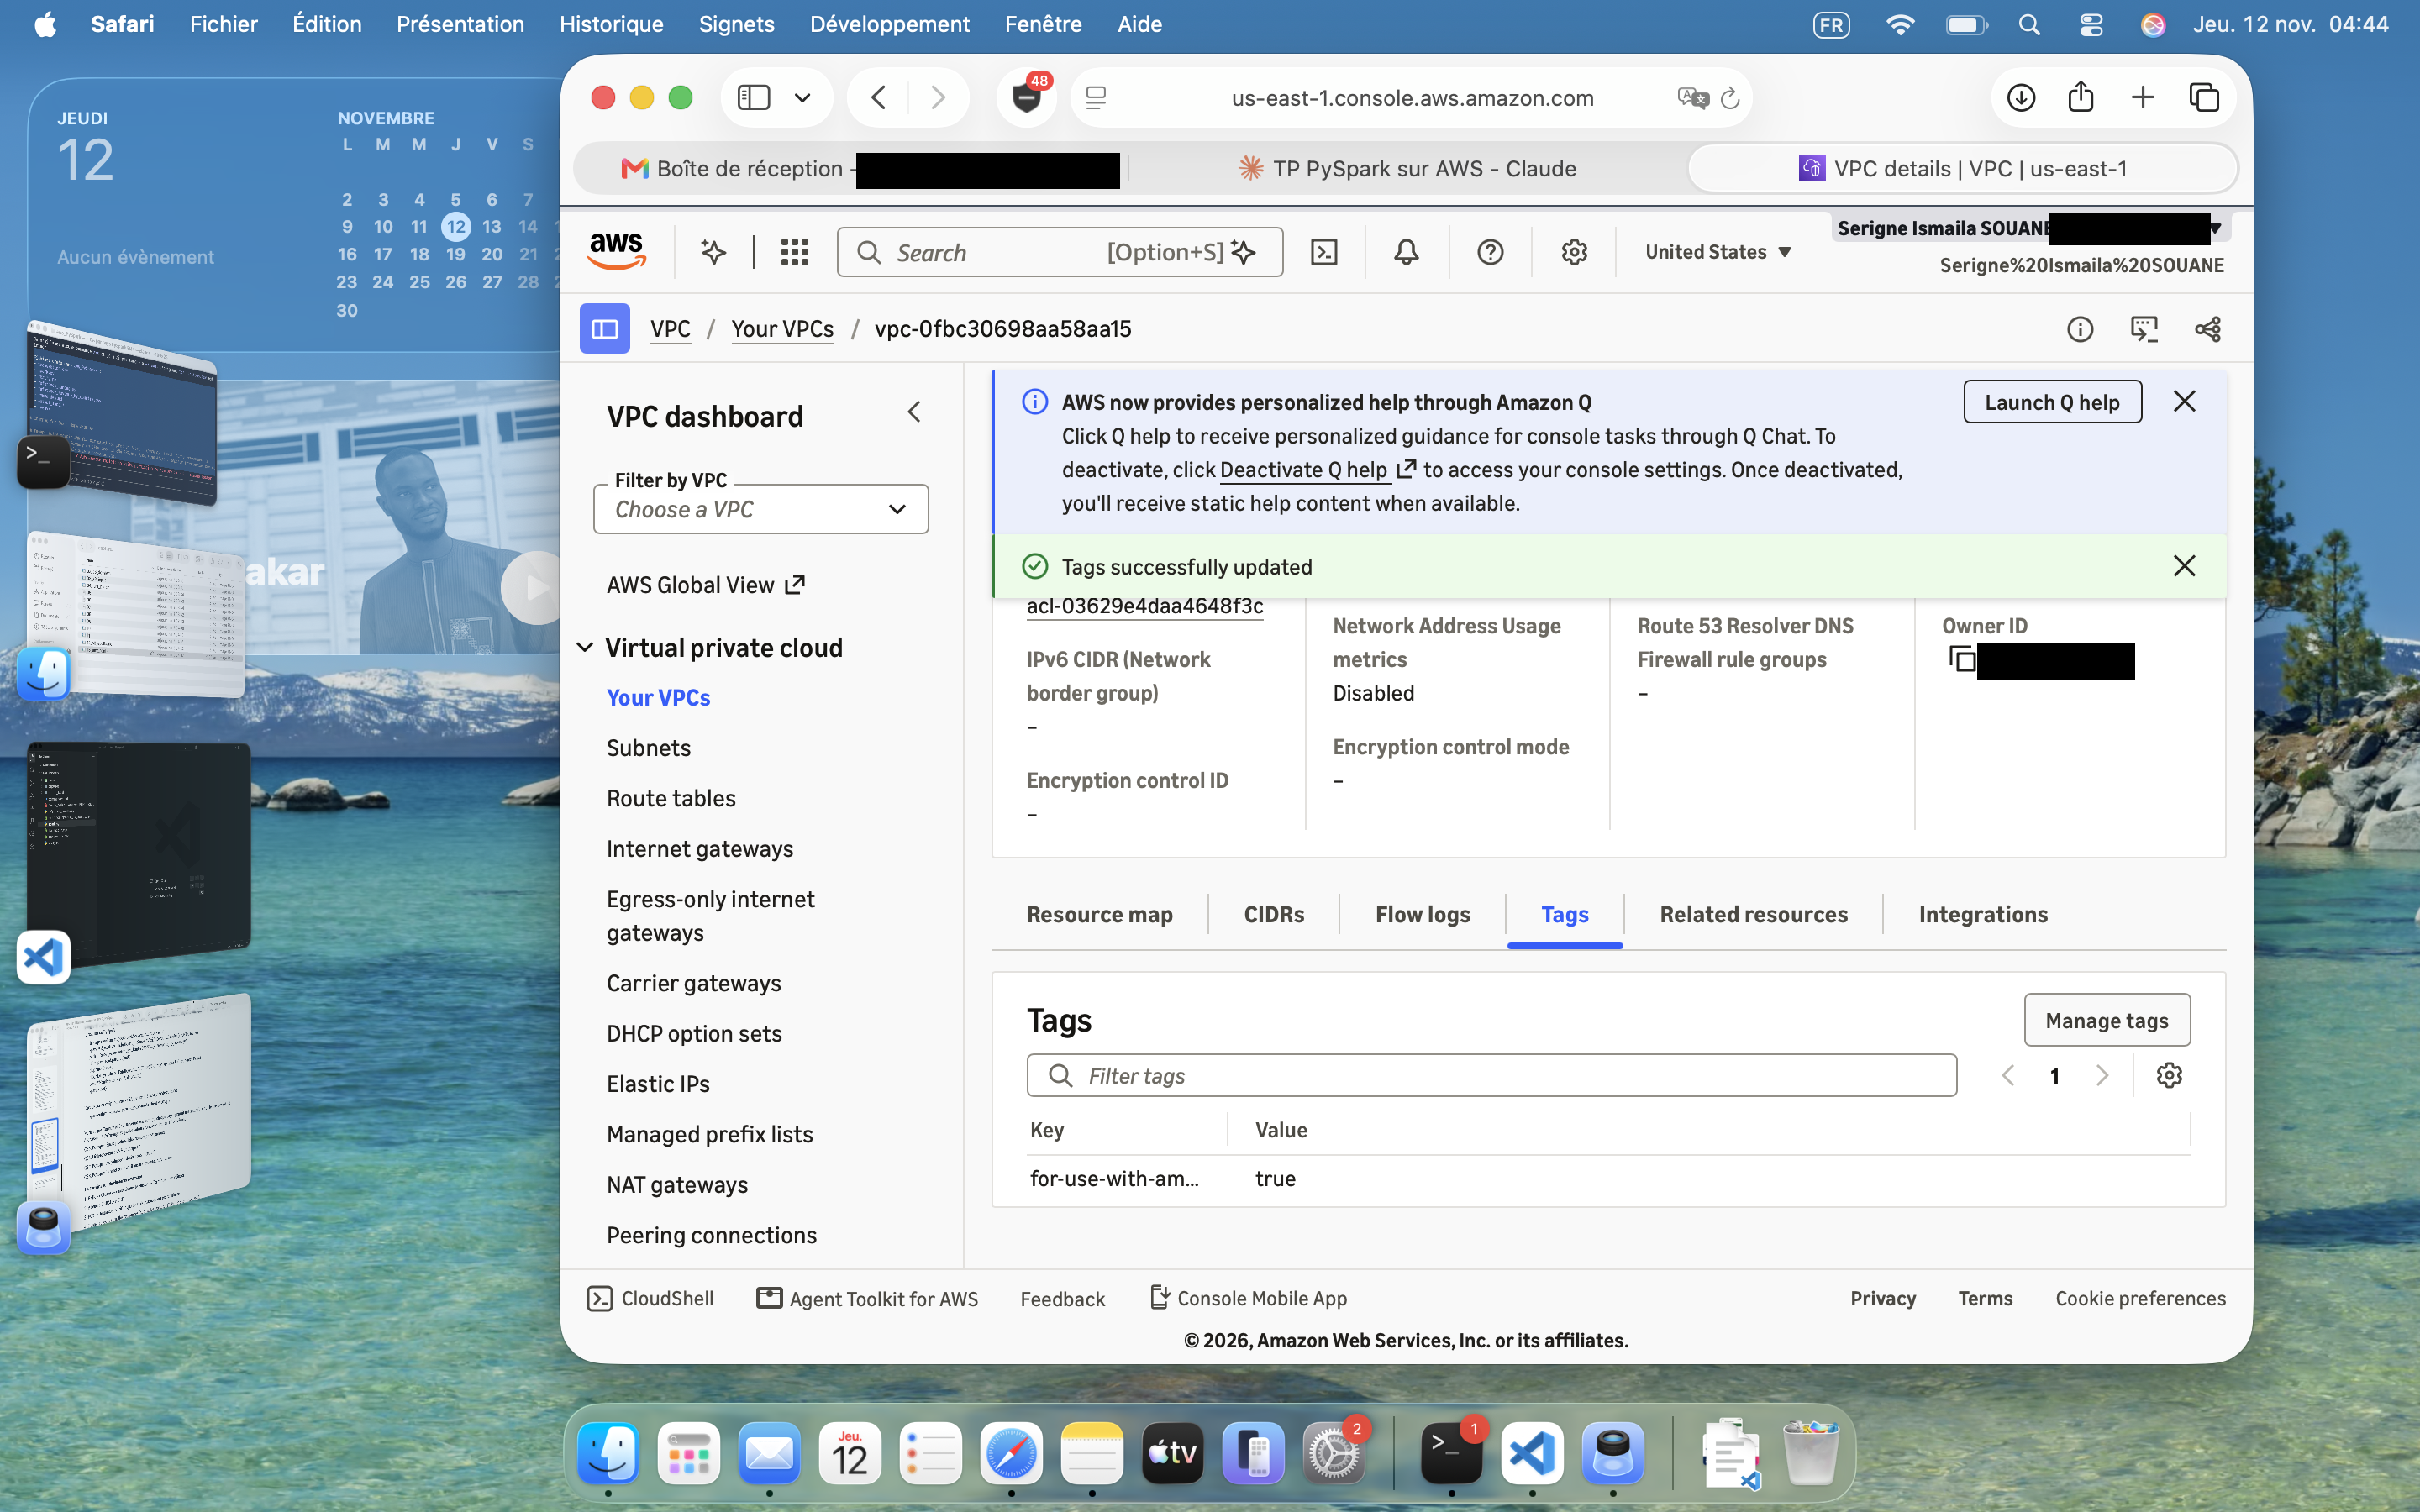 Safari Fichier Édition Présentation Historique Signets Développement Fenêtre Aide
FR Jeu. 12 nov. 04:44
JEUDI
12
Aucun évènement
NOVEMBRE
L M M J V S
2 3 4 5 6 7
9 10 11 12 13 14
16 17 18 19 20 21
23 24 25 26 27 28
30
akar
48
us-east-1.console.aws.amazon.com
Boîte de réception -
TP PySpark sur AWS - Claude
VPC details | VPC | us-east-1
aws
Search [Option+S]
United States
Serigne Ismaila SOUANE
Serigne%20Ismaila%20SOUANE
VPC / Your VPCs / vpc-0fbc30698aa58aa15
VPC dashboard
Filter by VPC
Choose a VPC
AWS Global View
Virtual private cloud
Your VPCs
Subnets
Route tables
Internet gateways
Egress-only internet
gateways
Carrier gateways
DHCP option sets
Elastic IPs
Managed prefix lists
NAT gateways
Peering connections
AWS now provides personalized help through Amazon Q
Launch Q help
Click Q help to receive personalized guidance for console tasks through Q Chat. To
deactivate, click Deactivate Q help to access your console settings. Once deactivated,
you'll receive static help content when available.
Tags successfully updated
acl-03629e4daa4648f3c
IPv6 CIDR (Network
border group)
–
Encryption control ID
–
Network Address Usage
metrics
Disabled
Encryption control mode
–
Route 53 Resolver DNS
Firewall rule groups
–
Owner ID
Resource map CIDRs Flow logs Tags Related resources Integrations
Tags
Manage tags
Filter tags
1
Key Value
for-use-with-am... true
CloudShell Agent Toolkit for AWS Feedback Console Mobile App
Privacy Terms Cookie preferences
© 2026, Amazon Web Services, Inc. or its affiliates.
Jeu.
12
tv
2
1